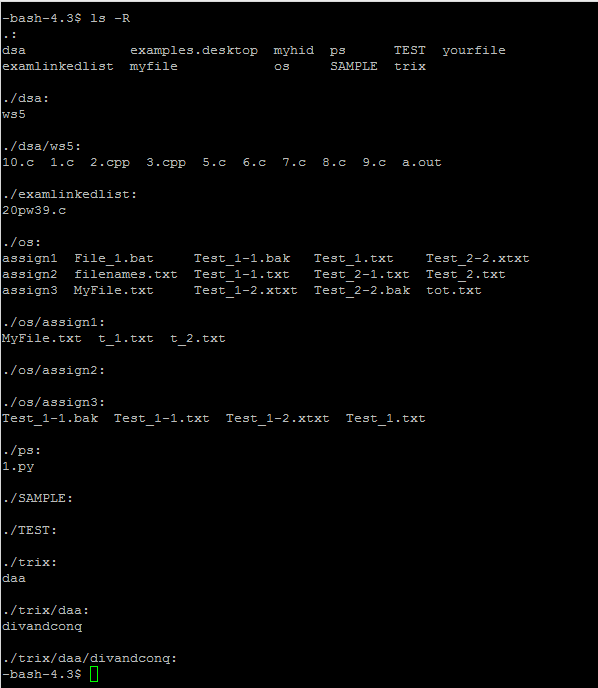 -bash-4.3$ ls -R
.:
dsa             examples.desktop  myhid  ps      TEST  yourfile
examlinkedlist  myfile            os     SAMPLE  trix
./dsa:
ws5
./dsa/ws5:
10.c  1.c  2.cpp  3.cpp  5.c  6.c  7.c  8.c  9.c  a.out
./examlinkedlist:
20pw39.c
./os:
assign1  File_1.bat     Test_1-1.bak   Test_1.txt    Test_2-2.xtxt
assign2  filenames.txt  Test_1-1.txt   Test_2-1.txt  Test_2.txt
assign3  MyFile.txt     Test_1-2.xtxt  Test_2-2.bak  tot.txt
./os/assign1:
MyFile.txt  t_1.txt  t_2.txt
./os/assign2:
./os/assign3:
Test_1-1.bak  Test_1-1.txt  Test_1-2.xtxt  Test_1.txt
./ps:
1.py
./SAMPLE:
./TEST:
./trix:
daa
./trix/daa:
divandconq
./trix/daa/divandconq:
-bash-4.3$